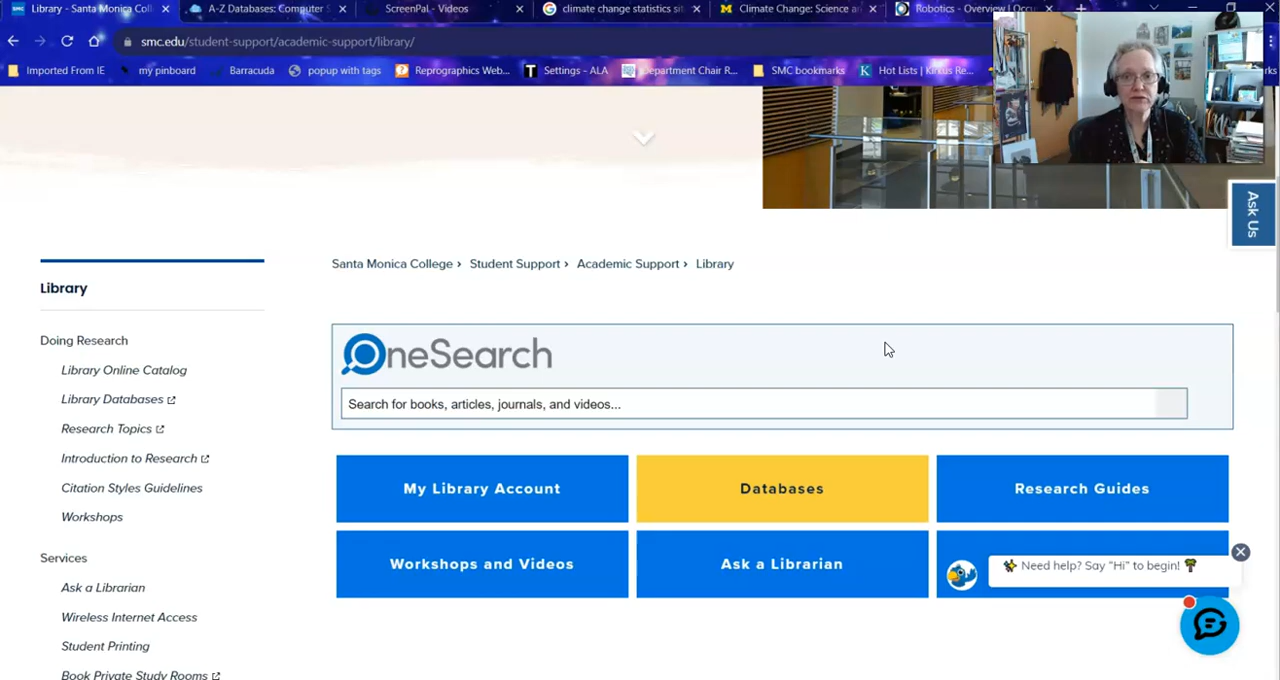 Library - Santa Monica Coll
A-Z Databases: Computer S
ScreenPal - Videos
climate change statistics sit
Climate Change: Science a
Robotics - Overview | Occu
smc.edu/student-support/academic-support/library/
Imported From IE
my pinboard
Barracuda
popup with tags
Reprographics Web...
Settings - ALA
Department Chair R...
SMC bookmarks
Hot Lists | Kirkus Re...
Ask Us
Santa Monica College › Student Support › Academic Support › Library
Library
OneSearch
Doing Research
Library Online Catalog
Search for books, articles, journals, and videos...
Library Databases
Research Topics
Introduction to Research
Citation Styles Guidelines
Workshops
My Library Account
Databases
Research Guides
Workshops and Videos
Ask a Librarian
Need help? Say "Hi" to begin!
Services
Ask a Librarian
Wireless Internet Access
Student Printing
Book Private Study Rooms